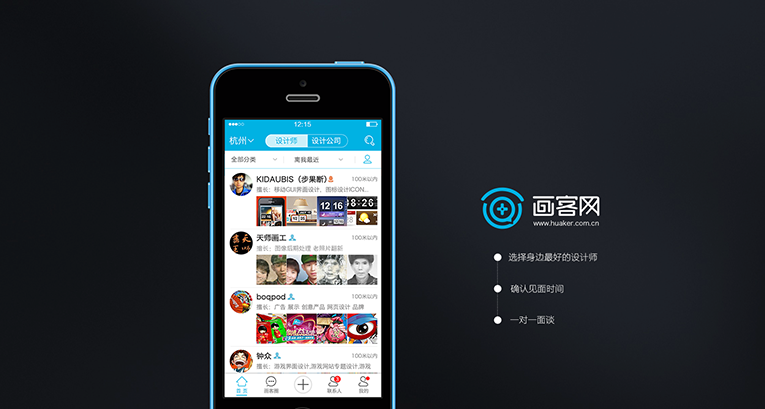 12:15
杭州
设计师
设计公司
全部分类
离我最近
KIDAUBIS（步果断）
100米以内
擅长：移动GUI界面设计、图标设计ICON...
12 16
8:26
天师画工
100米以内
擅长：图像后期处理 老照片翻新
boqpod
100米以内
擅长：广告 展示 创意产品 网页设计 品牌
钟众
100米以内
擅长：游戏界面设计,游戏网站专题设计,游戏...
首页
画客圈
联系人
我的
画客网
www.huaker.com.cn
选择身边最好的设计师
确认见面时间
一对一面谈